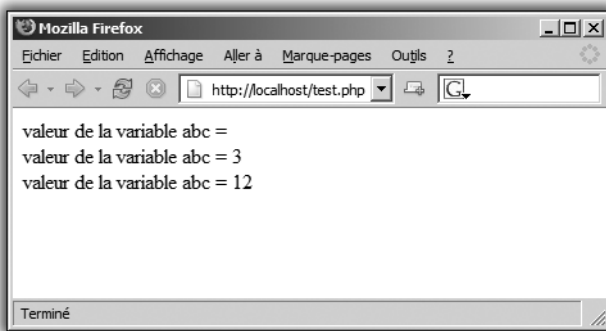 Mozilla Firefox
Fichier Edition Affichage Aller à Marque-pages Outils ?
http://localhost/test.php G
valeur de la variable abc =
valeur de la variable abc = 3
valeur de la variable abc = 12
Terminé